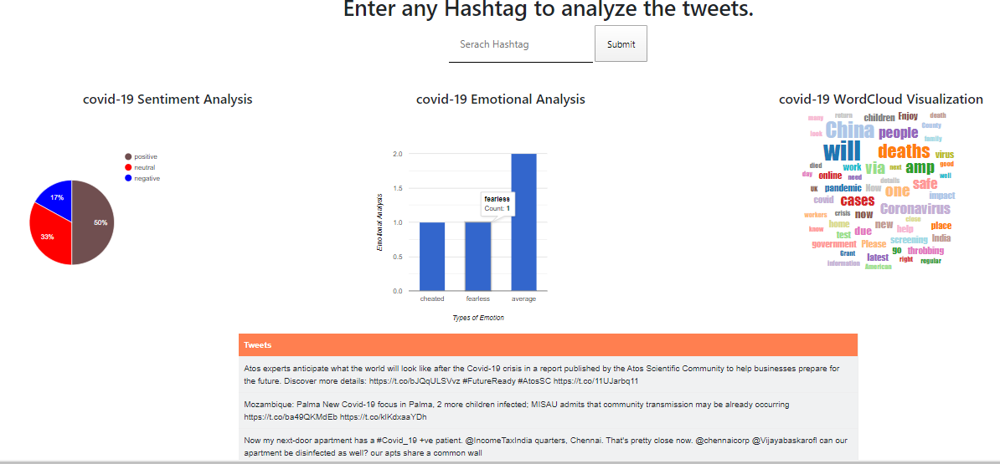 Enter any Hashtag to analyze the tweets.
Serach Hashtag
Submit
covid-19 Sentiment Analysis
positive
neutral
negative
17%
50%
33%
covid-19 Emotional Analysis
2.0
1.5
1.0
0.5
0.0
Emotional Analysis
fearless
Count: 1
cheated fearless average
Types of Emotion
covid-19 WordCloud Visualization
many return children Enjoy death
look China people County family
will deaths virus
died work via next amp good
day online need details safe well
UK pandemic How one impact
covid cases Coronavirus
workers crisis now close
know home test due new help place
government Please screening India
Grant latest go throbbing
information American right regular
Tweets
Atos experts anticipate what the world will look like after the Covid-19 crisis in a report published by the Atos Scientific Community to help businesses prepare for
the future. Discover more details: https://t.co/bJQqULSVvz #FutureReady #AtosSC https://t.co/11UJarbq11
Mozambique: Palma New Covid-19 focus in Palma, 2 more children infected; MISAU admits that community transmission may be already occurring
https://t.co/ba49QKMdEb https://t.co/klKdxaaYDh
Now my next-door apartment has a #Covid_19 +ve patient. @IncomeTaxIndia quarters, Chennai. That's pretty close now. @chennaicorp @Vijayabaskarofl can our
apartment be disinfected as well? our apts share a common wall